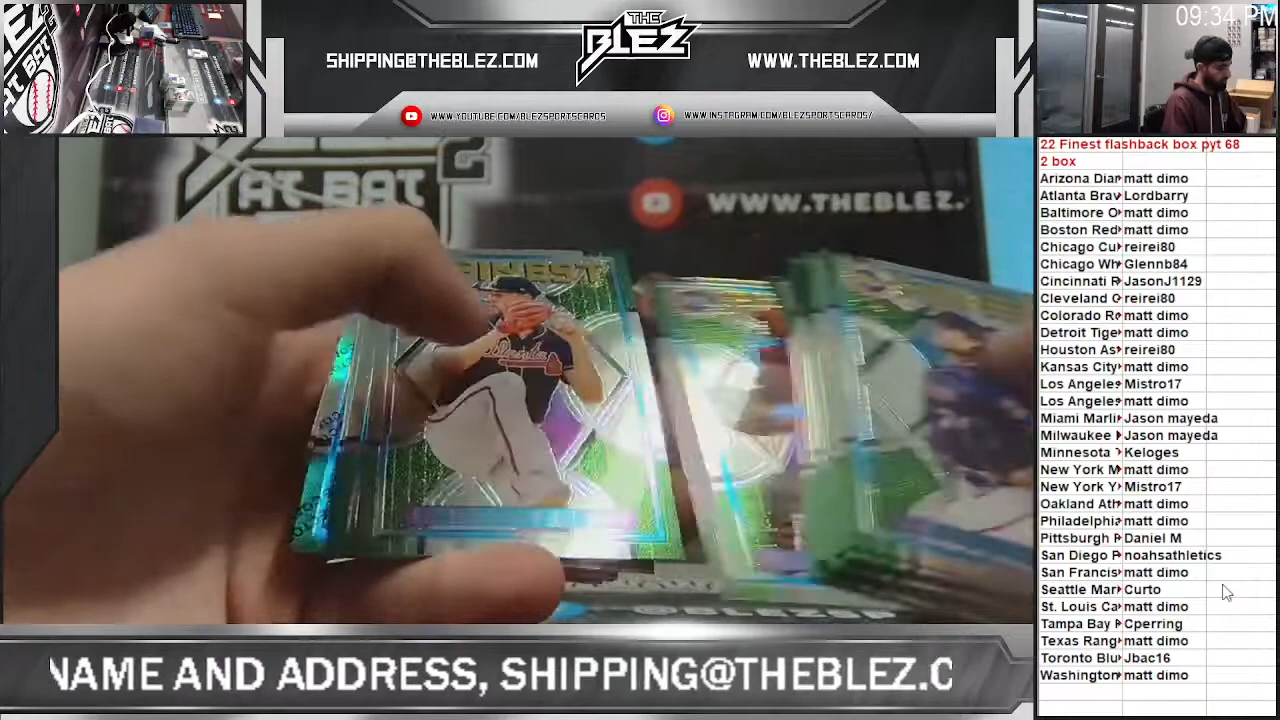 09:34 PM
THE
BLEZ
SHIPPING@THEBLEZ.COM
WWW.THEBLEZ.COM
WWW.YOUTUBE.COM/BLEZSPORTSCARDS
WWW.INSTAGRAM.COM/BLEZSPORTSCARDS/
AT BAT
WWW.THEBLEZ.
FINEST
22 Finest flashback box pyt 68
2 box
Arizona Diar matt dimo
Atlanta Brav Lordbarry
Baltimore O matt dimo
Boston Red matt dimo
Chicago Cu reirei80
Chicago Wh Glennb84
Cincinnati R JasonJ1129
Cleveland G reirei80
Colorado Ro matt dimo
Detroit Tige matt dimo
Houston As reirei80
Kansas City matt dimo
Los Angeles Mistro17
Los Angeles matt dimo
Miami Marli Jason mayeda
Milwaukee Jason mayeda
Minnesota Keloges
New York M matt dimo
New York Y Mistro17
Oakland Ath matt dimo
Philadelphia matt dimo
Pittsburgh P Daniel M
San Diego P noahsathletics
San Francis matt dimo
Seattle Mar Curto
St. Louis Ca matt dimo
Tampa Bay Cperring
Texas Rang matt dimo
Toronto Blu Jbac16
Washington matt dimo
NAME AND ADDRESS, SHIPPING@THEBLEZ.C